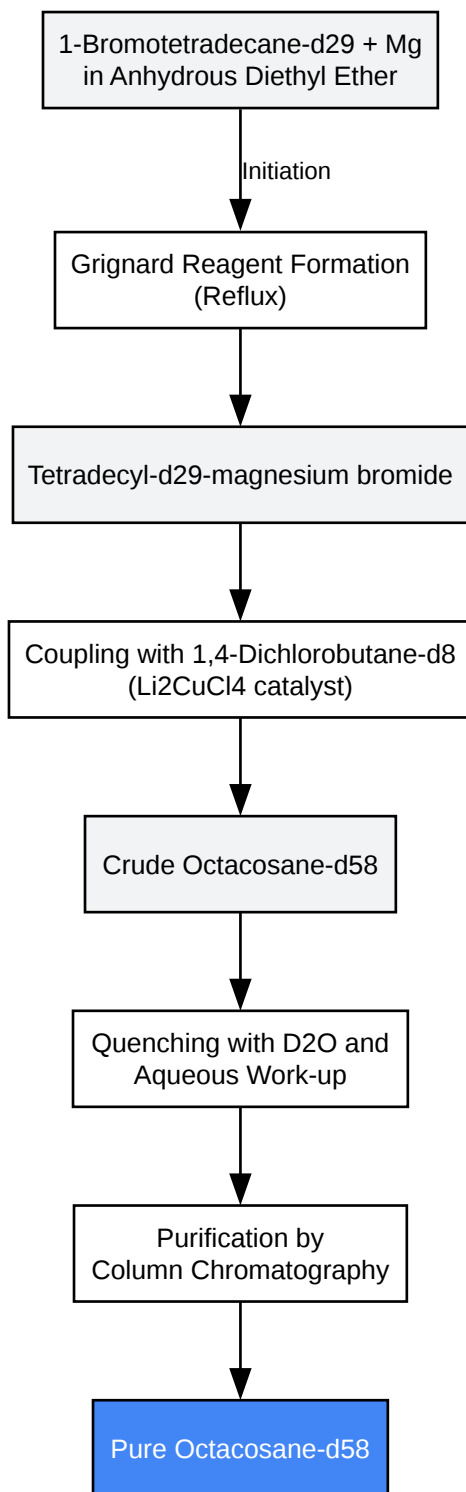 1-Bromotetradecane-d29 + Mg
in Anhydrous Diethyl Ether
Initiation
Grignard Reagent Formation
(Reflux)
Tetradecyl-d29-magnesium bromide
Coupling with 1,4-Dichlorobutane-d8
(Li2CuCl4 catalyst)
Crude Octacosane-d58
Quenching with D2O and
Aqueous Work-up
Purification by
Column Chromatography
Pure Octacosane-d58